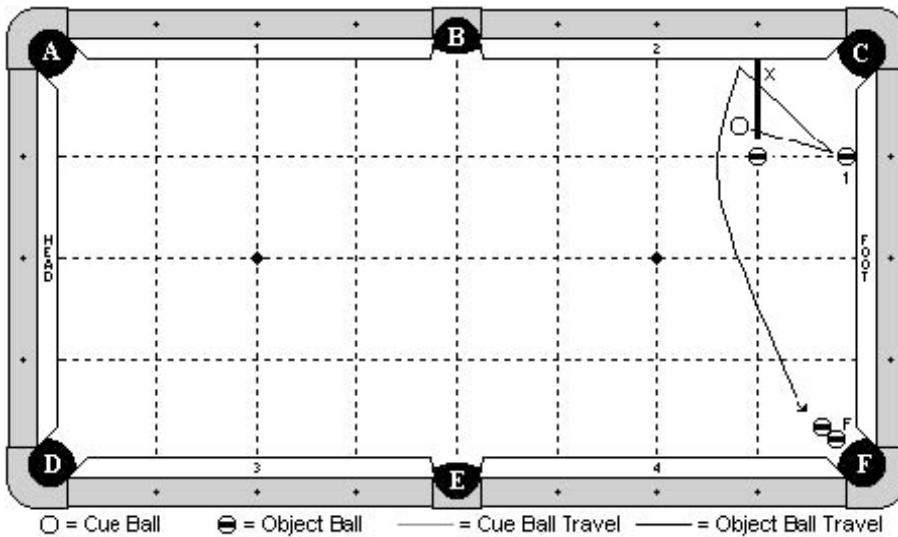 A B C
1 2
X
1
HEAD FOOT
F
D E F
3 4
= Cue Ball = Object Ball = Cue Ball Travel = Object Ball Travel